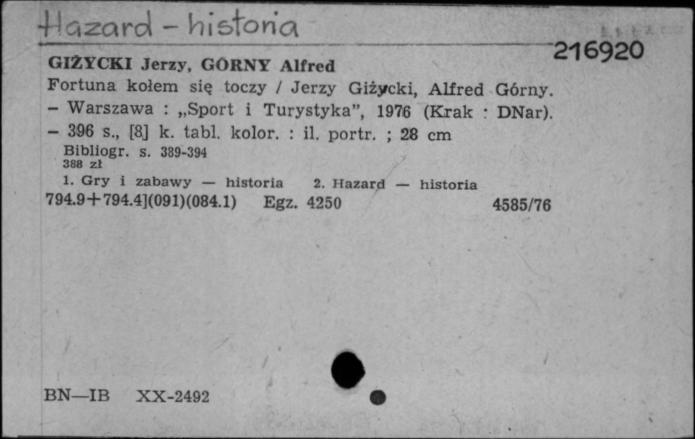 Hazard - historia
216920
GIŻYCKI Jerzy, GÓRNY Alfred
Fortuna kołem się toczy / Jerzy Giżycki, Alfred Górny.
— Warszawa : „Sport i Turystyka”, 1976 (Krak : DNar).
— 396 s., [8] k. tabl. kolor. : il. portr. ; 28 cm
Bibliogr. s. 389-394
388 zł
1. Gry i zabawy — historia 2. Hazard — historia
794.9+794.4](091)(084.1) Egz. 4250 4585/76
BN—IB XX-2492